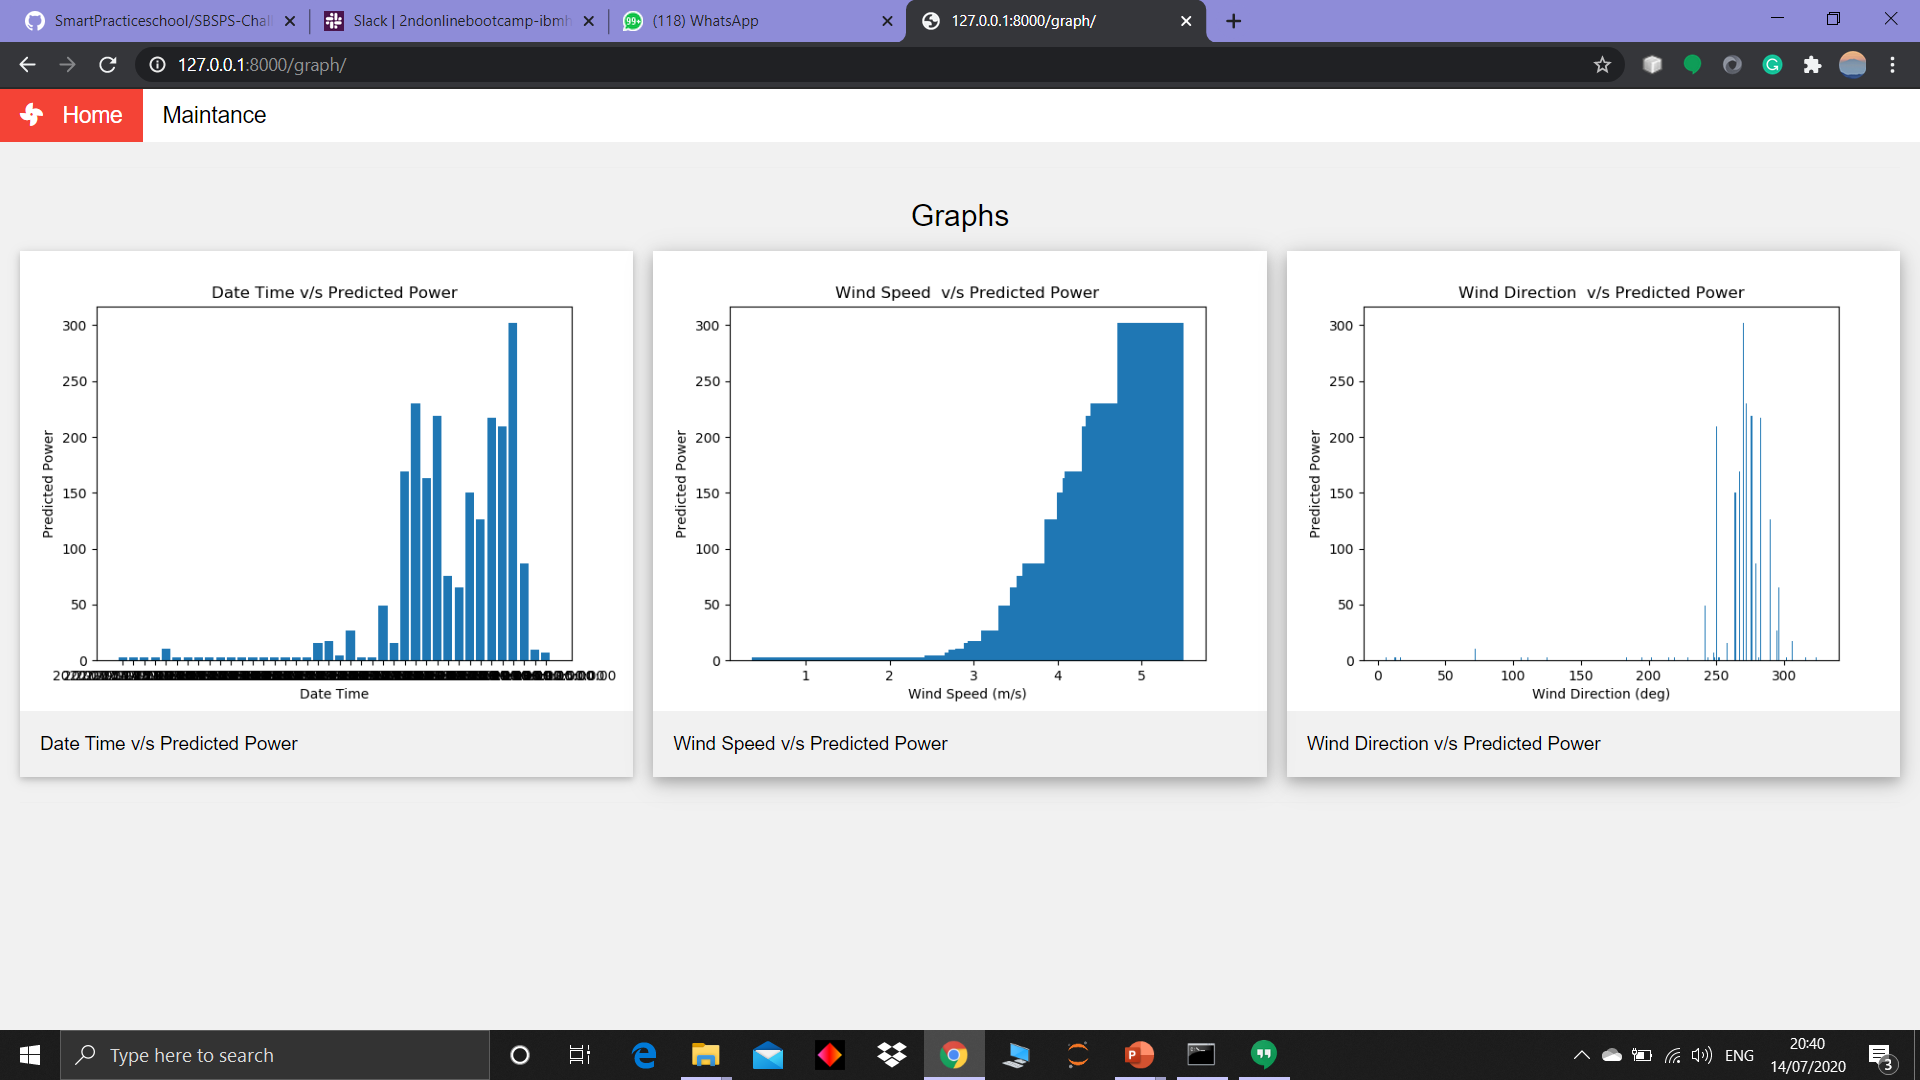 SmartPracticeschool/SBSPS-Chal
Slack | 2ndonlinebootcamp-ibmh
99+
(118) WhatsApp
127.0.0.1:8000/graph/
127.0.0.1:8000/graph/
Home
Maintance
Graphs
Date Time v/s Predicted Power
300
250
200
150
100
50
0
Predicted Power
Date Time
Date Time v/s Predicted Power
Wind Speed v/s Predicted Power
300
250
200
150
100
50
0
Predicted Power
1 2 3 4 5
Wind Speed (m/s)
Wind Speed v/s Predicted Power
Wind Direction v/s Predicted Power
300
250
200
150
100
50
0
Predicted Power
0 50 100 150 200 250 300
Wind Direction (deg)
Wind Direction v/s Predicted Power
Type here to search
ENG
20:40
14/07/2020
3